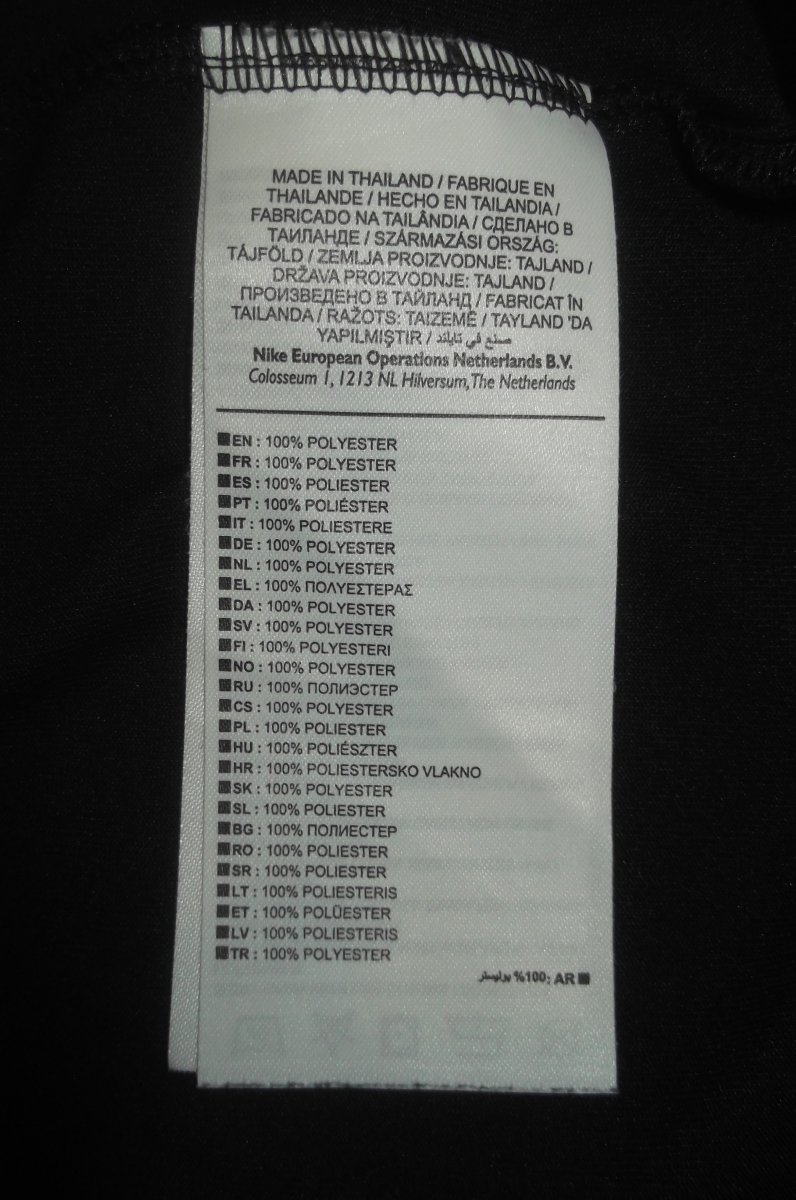 MADE IN THAILAND / FABRIQUE EN
THAILANDE / HECHO EN TAILANDIA /
FABRICADO NA TAILÂNDIA / СДЕЛАНО В
ТАИЛАНДЕ / SZÁRMAZÁSI ORSZÁG:
TÁJFÖLD / ZEMLJA PROIZVODNJE: TAJLAND /
DRŽAVA PROIZVODNJE: TAJLAND /
ПРОИЗВЕДЕНО В ТАЙЛАНД / FABRICAT ÎN
TAILANDA / RAŽOTS: TAIZEMĒ / TAYLAND 'DA
YAPILMIŞTIR / صنع في تايلند
Nike European Operations Netherlands B.V.
Colosseum 1, 1213 NL Hilversum, The Netherlands
EN : 100% POLYESTER
FR : 100% POLYESTER
ES : 100% POLIESTER
PT : 100% POLIÉSTER
IT : 100% POLIESTERE
DE : 100% POLYESTER
NL : 100% POLYESTER
EL : 100% ΠΟΛΥΕΣΤΕΡΑΣ
DA : 100% POLYESTER
SV : 100% POLYESTER
FI : 100% POLYESTERI
NO : 100% POLYESTER
RU : 100% ПОЛИЭСТЕР
CS : 100% POLYESTER
PL : 100% POLIESTER
HU : 100% POLIÉSZTER
HR : 100% POLIESTERSKO VLAKNO
SK : 100% POLYESTER
SL : 100% POLIESTER
BG : 100% ПОЛИЕСТЕР
RO : 100% POLIESTER
SR : 100% POLIESTER
LT : 100% POLIESTERIS
ET : 100% POLÜESTER
LV : 100% POLIESTERIS
TR : 100% POLYESTER
AR :100% بوليستر